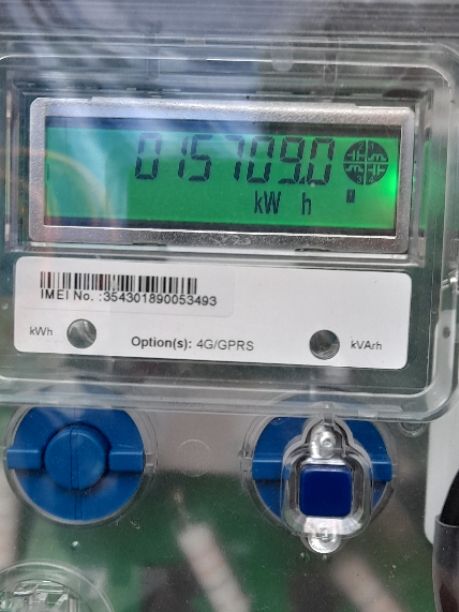 015709.0
kW h
IMEI No. :354301890053493
kWh
Option(s): 4G/GPRS
kVArh